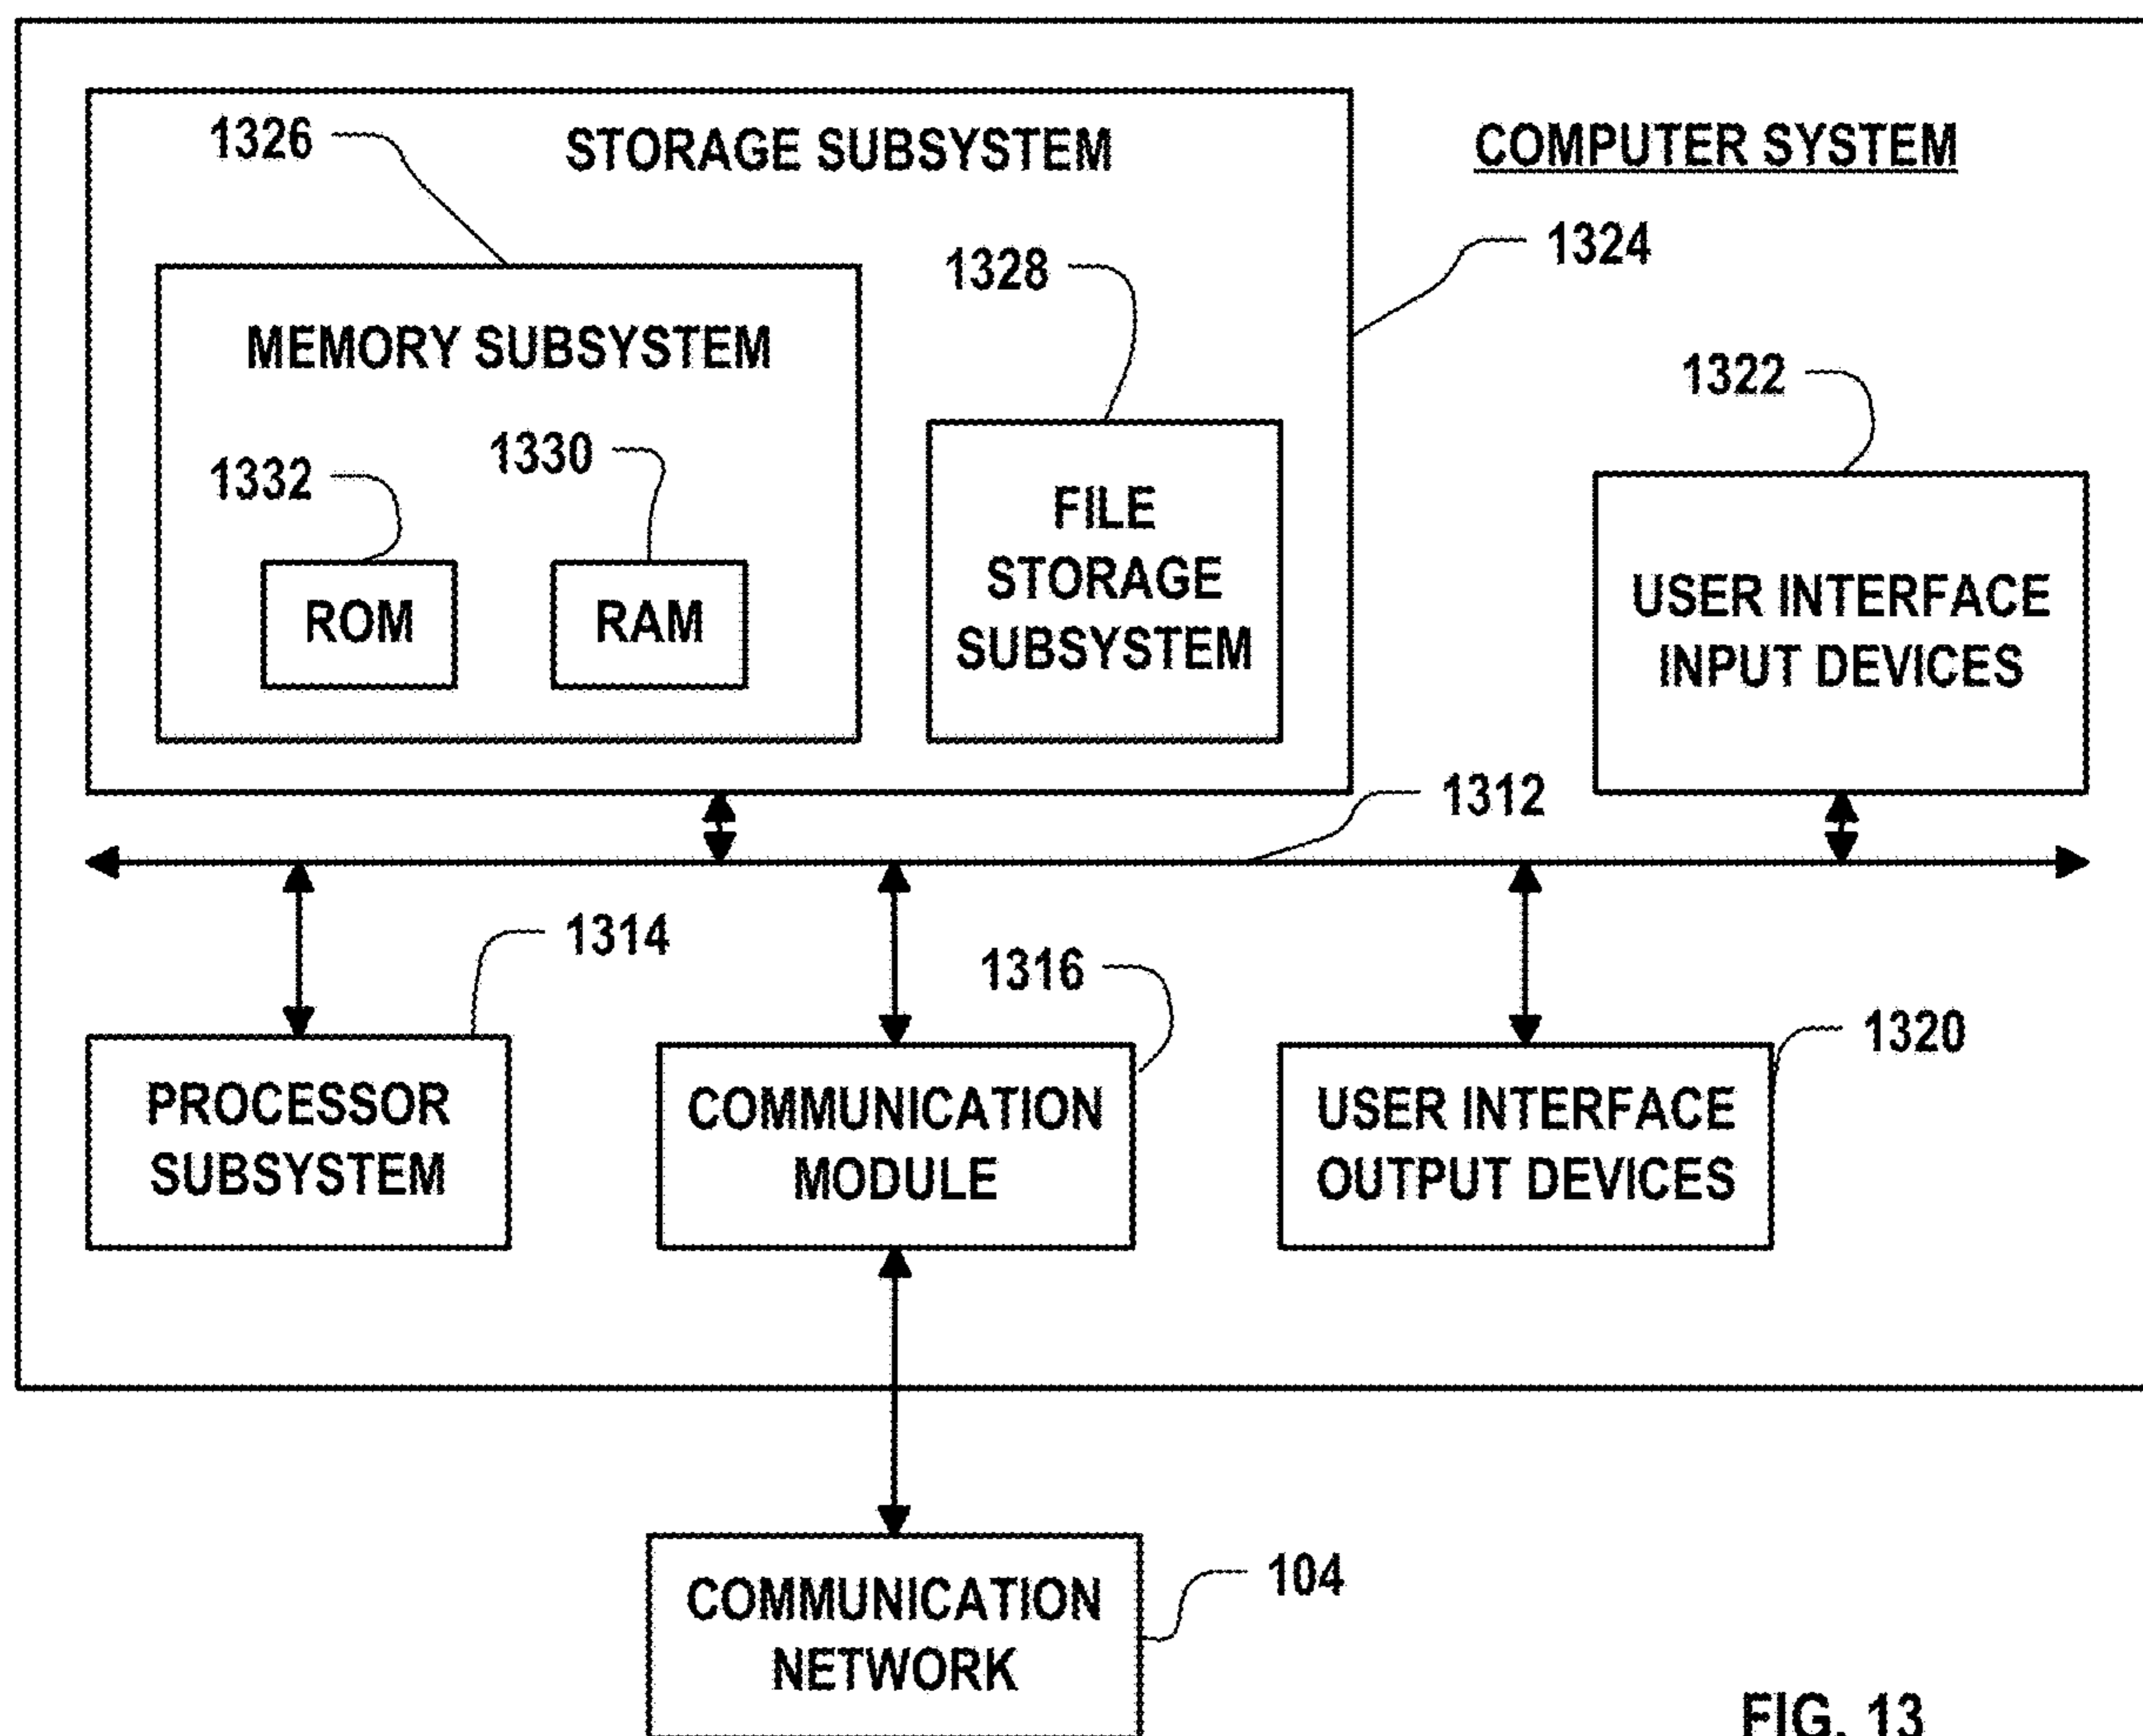 1326
STORAGE SUBSYSTEM
COMPUTER SYSTEM
1324
1328
MEMORY SUBSYSTEM
1322
1332
1330
ROM
RAM
FILE
STORAGE
SUBSYSTEM
USER INTERFACE
INPUT DEVICES
1312
1314
1316
1320
PROCESSOR
SUBSYSTEM
COMMUNICATION
MODULE
USER INTERFACE
OUTPUT DEVICES
104
COMMUNICATION
NETWORK
FIG. 13